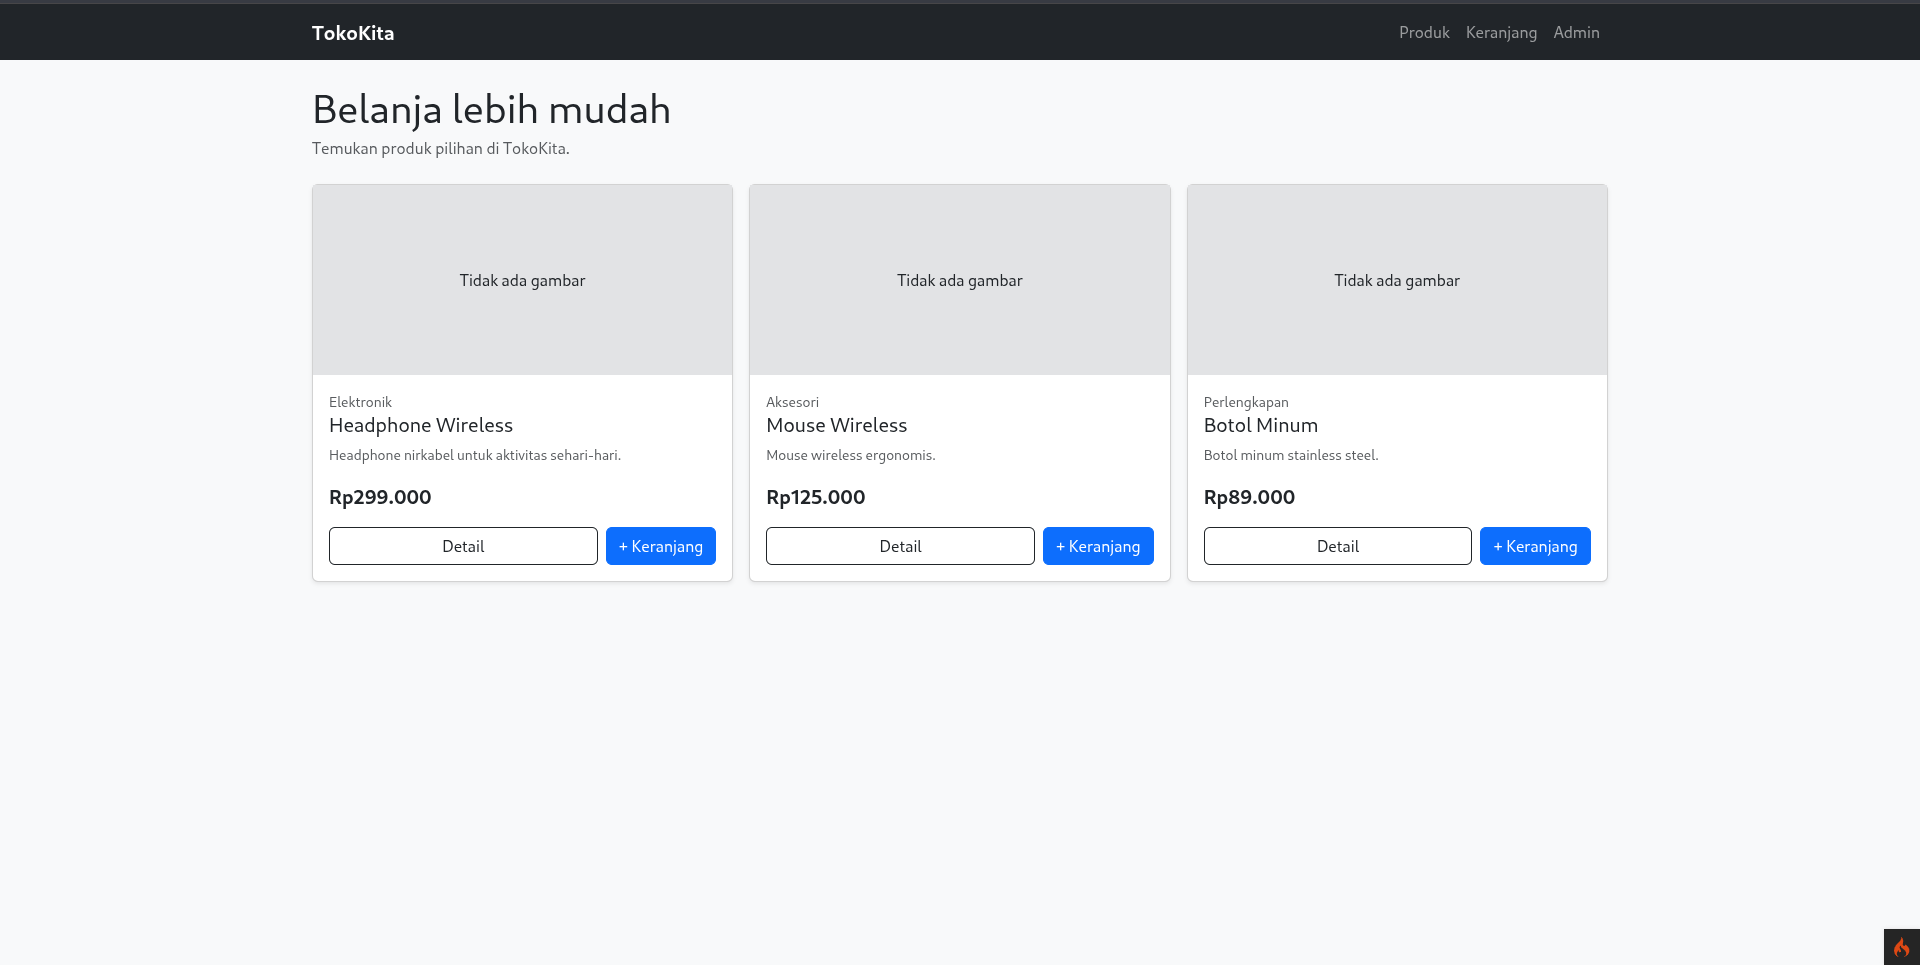 TokoKita
Produk Keranjang Admin
Belanja lebih mudah
Temukan produk pilihan di TokoKita.
Tidak ada gambar
Elektronik
Headphone Wireless
Headphone nirkabel untuk aktivitas sehari-hari.
Rp299.000
Detail + Keranjang
Tidak ada gambar
Aksesori
Mouse Wireless
Mouse wireless ergonomis.
Rp125.000
Detail + Keranjang
Tidak ada gambar
Perlengkapan
Botol Minum
Botol minum stainless steel.
Rp89.000
Detail + Keranjang